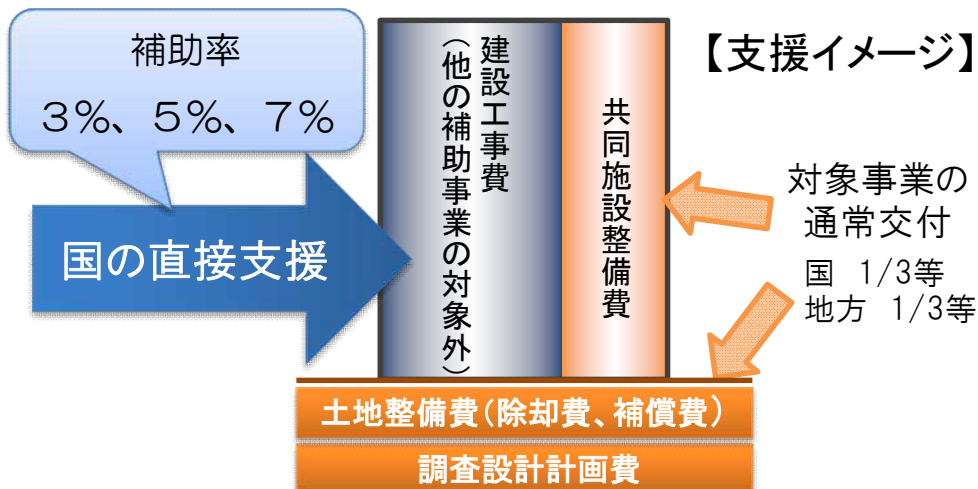 補助率
３％、５％、７％
国の直接支援
建設工事費
（他の補助事業の対象外）
共同施設整備費
【支援イメージ】
対象事業の
通常交付
国 1/3等
地方 1/3等
土地整備費（除却費、補償費）
調査設計計画費